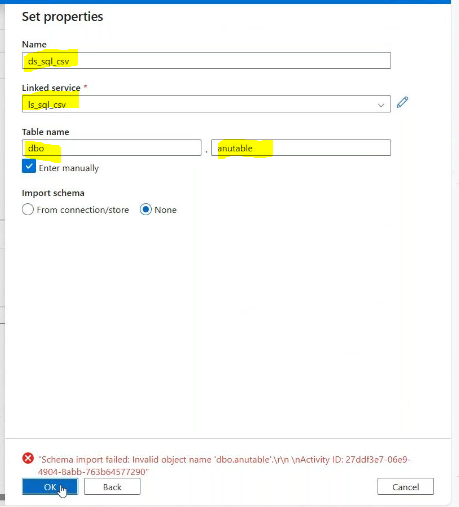 Set properties
Name
ds_sql_csv
Linked service *
ls_sql_csv
Table name
dbo . anutable
Enter manually
Import schema
From connection/store None
"Schema import failed: Invalid object name 'dbo.anutable'.\r\n \nActivity ID: 27ddf3e7-06e9-
4904-8abb-763b64577290"
OK Back Cancel